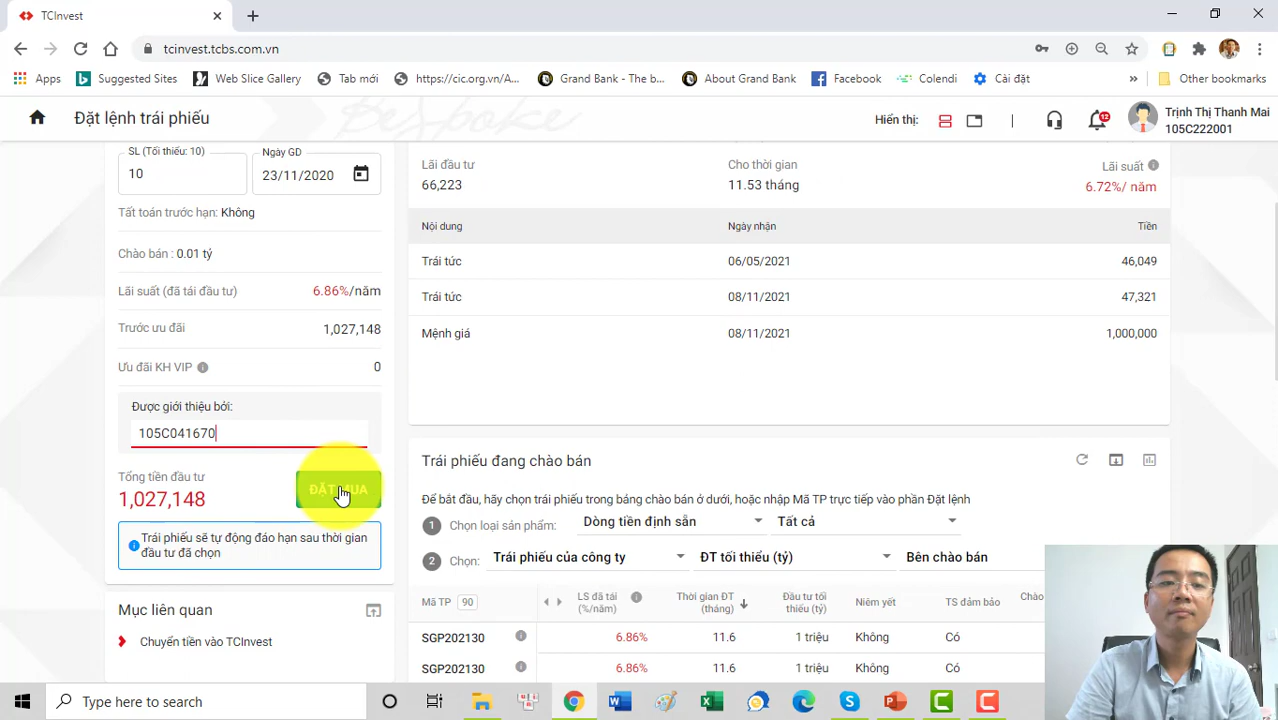 TCInvest
tcinvest.tcbs.com.vn
Apps
Suggested Sites
Web Slice Gallery
Tab mới
https://cic.org.vn/A...
Grand Bank - The b...
About Grand Bank
Facebook
Colendi
Cài đặt
»
Other bookmarks
Bespoke
Đặt lệnh trái phiếu
Hiển thị:
12
Trịnh Thị Thanh Mai
105C222001
SL (Tối thiểu: 10)
10
Ngày GD
23/11/2020
Tất toán trước hạn: Không
Chào bán : 0.01 tỷ
Lãi suất (đã tái đầu tư) 6.86%/năm
Trước ưu đãi 1,027,148
Ưu đãi KH VIP 0
Được giới thiệu bởi:
105C041670
Tổng tiền đầu tư
1,027,148
ĐẶT MUA
Trái phiếu sẽ tự động đáo hạn sau thời gian
đầu tư đã chọn
Mục liên quan
Chuyển tiền vào TCInvest
Lãi đầu tư Cho thời gian Lãi suất
66,223 11.53 tháng 6.72%/ năm
Nội dung Ngày nhận Tiền
Trái tức 06/05/2021 46,049
Trái tức 08/11/2021 47,321
Mệnh giá 08/11/2021 1,000,000
Trái phiếu đang chào bán
Để bắt đầu, hãy chọn trái phiếu trong bảng chào bán ở dưới, hoặc nhập Mã TP trực tiếp vào phần Đặt lệnh
1 Chọn loại sản phẩm: Dòng tiền định sẵn Tất cả
2 Chọn: Trái phiếu của công ty ĐT tối thiểu (tỷ) Bên chào bán
Mã TP 90
LS đã tái
(%/năm)
Thời gian ĐT
(tháng)
Đầu tư tối
thiểu (tỷ)
Niêm yết
TS đảm bảo
Chào
SGP202130 6.86% 11.6 1 triệu Không Có
SGP202130 6.86% 11.6 1 triệu Không Có
Type here to search